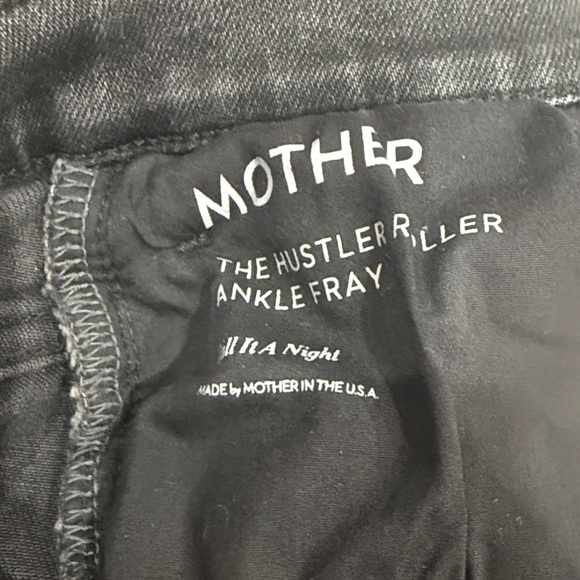 MOTHER
THE HUSTLER ROLLER
ANKLE FRAY
It A Night
MADE by MOTHER IN THE U.S.A.